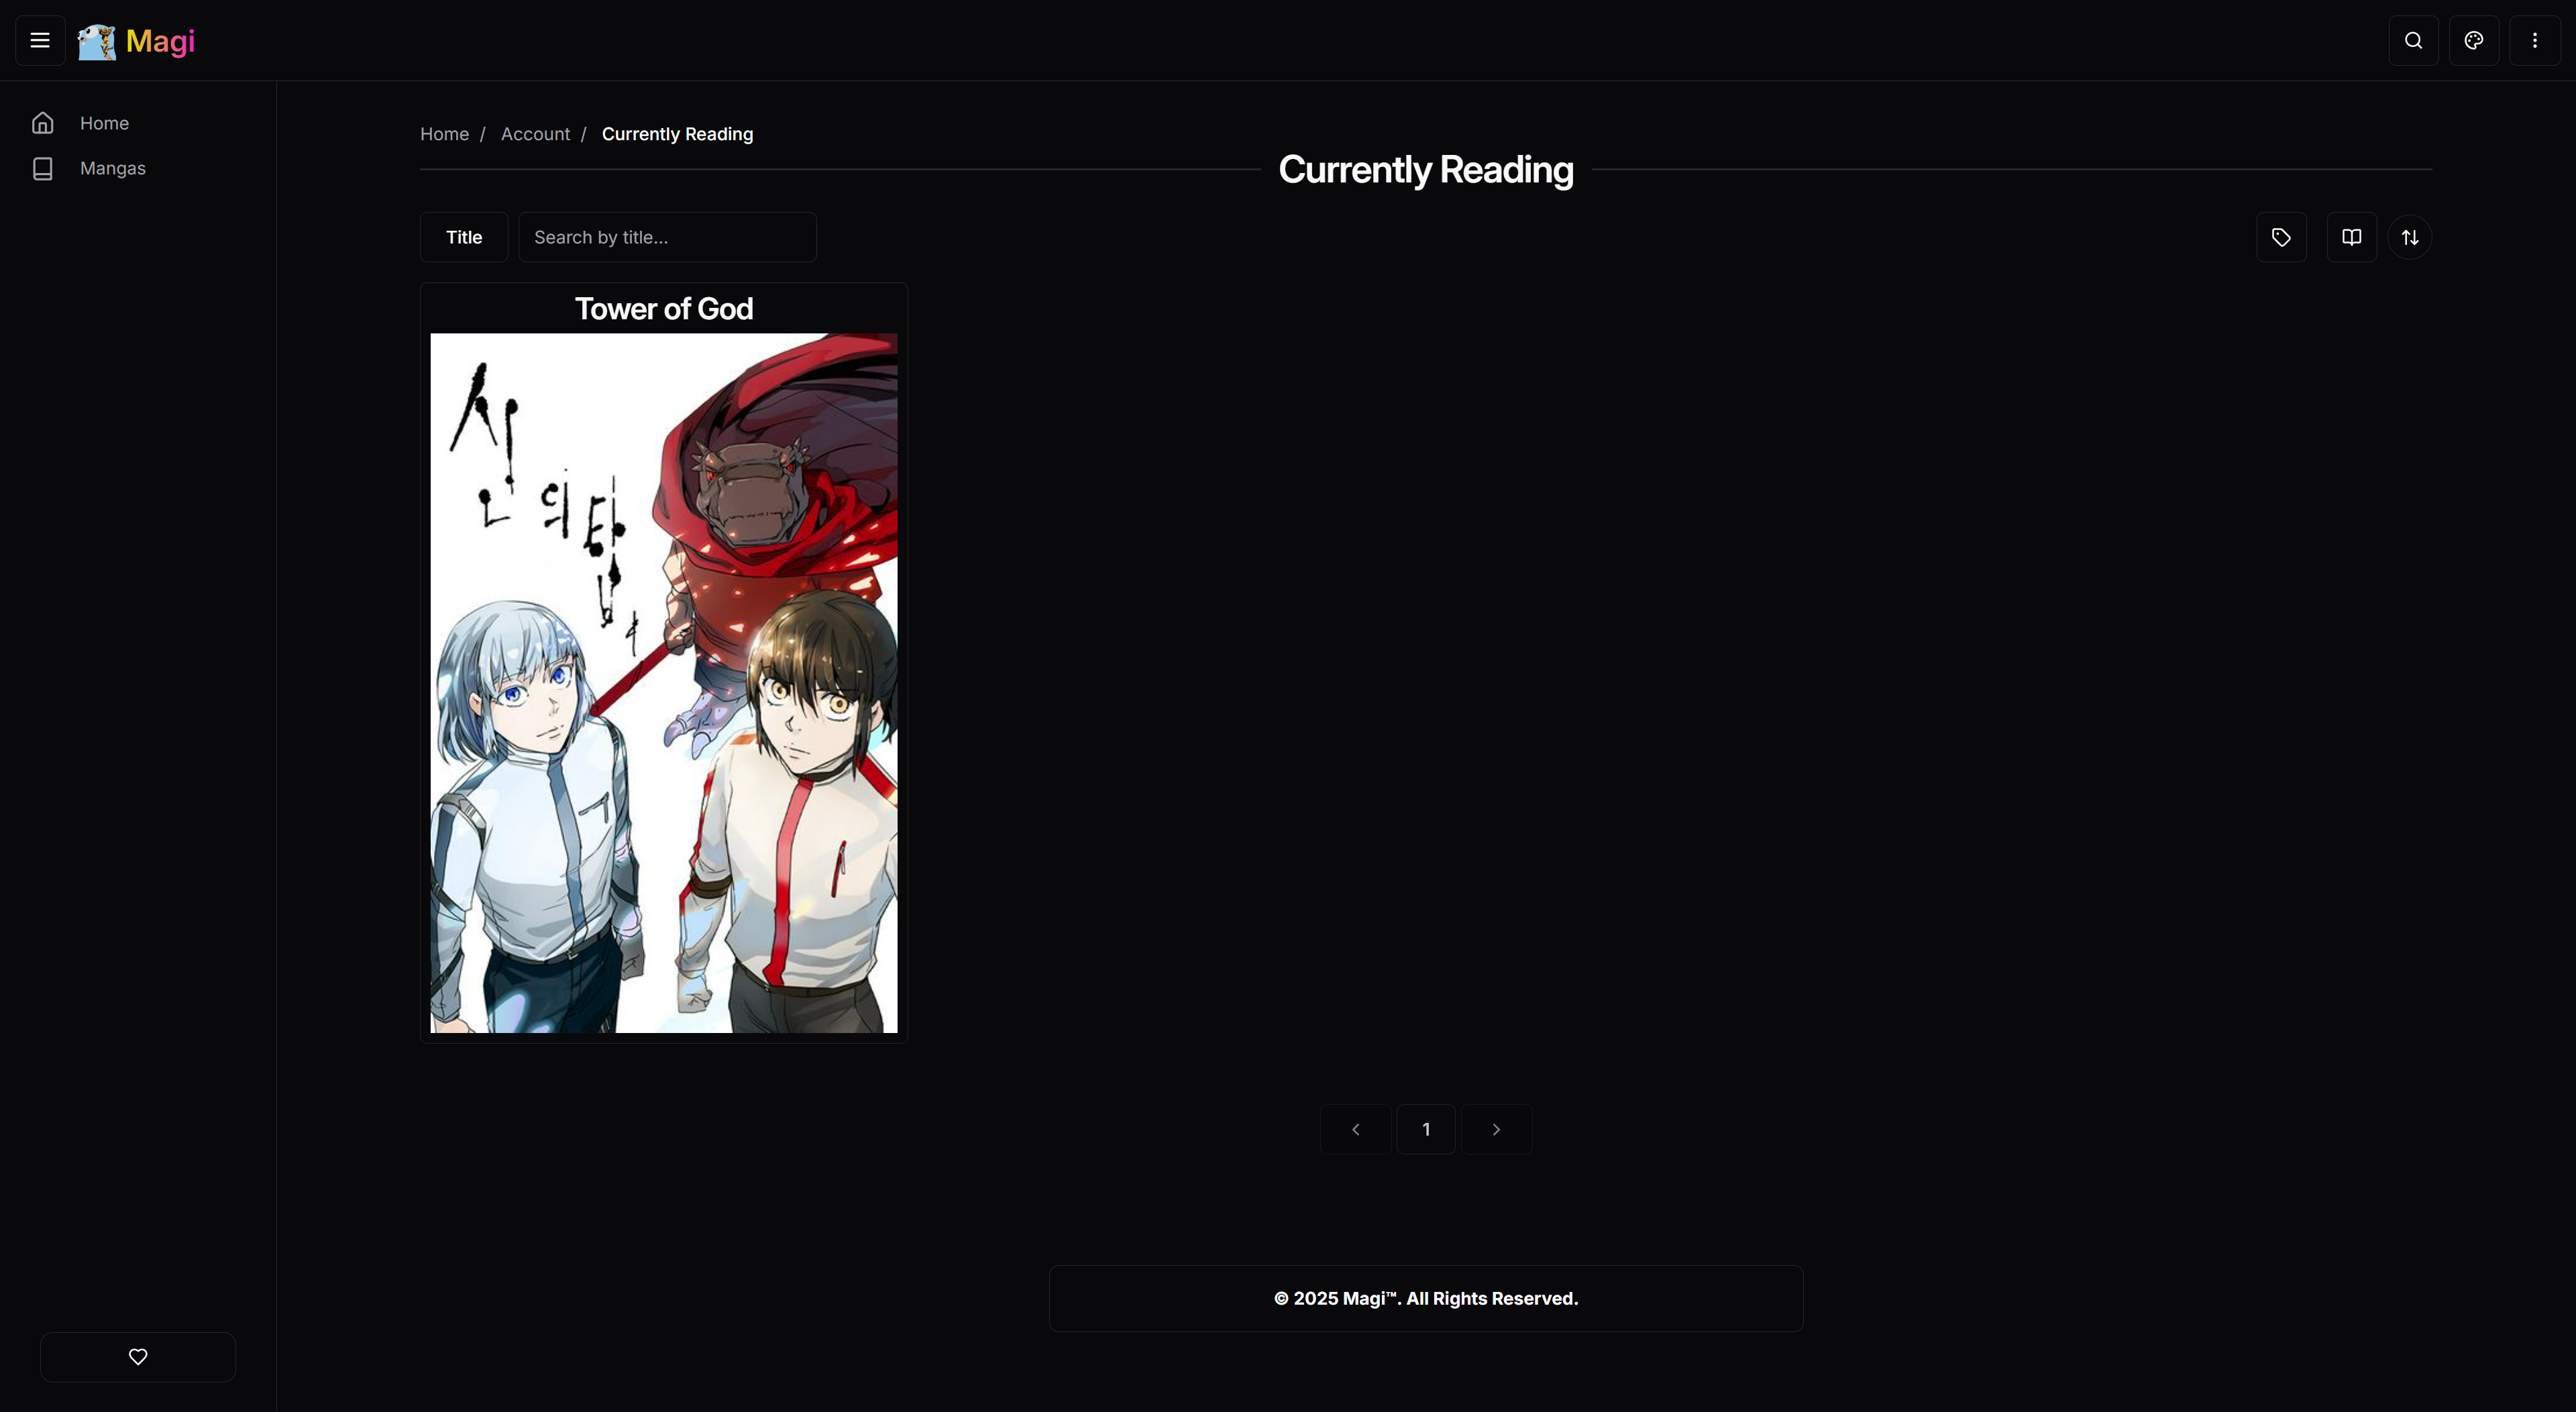 Magi
Home
Mangas
Home / Account / Currently Reading
Currently Reading
Title
Search by title...
Tower of God
신의 탑
1
© 2025 Magi™. All Rights Reserved.